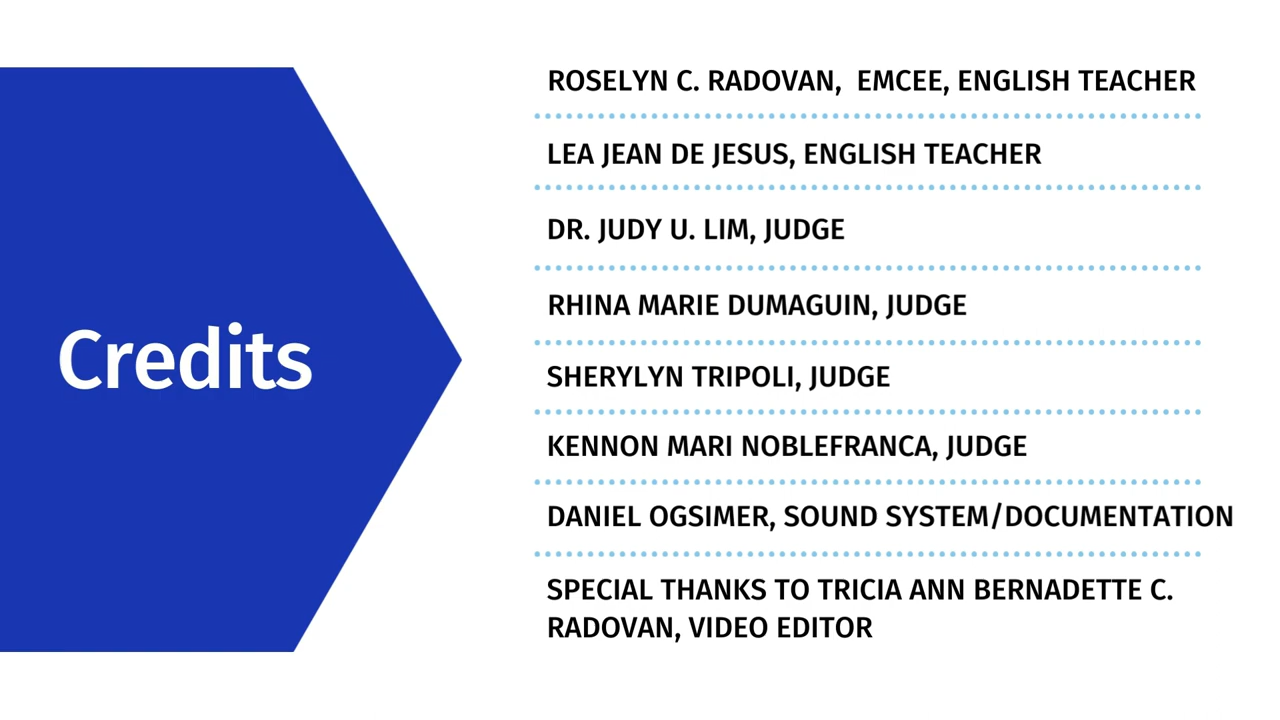 Credits
ROSELYN C. RADOVAN,  EMCEE, ENGLISH TEACHER
LEA JEAN DE JESUS, ENGLISH TEACHER
DR. JUDY U. LIM, JUDGE
RHINA MARIE DUMAGUIN, JUDGE
SHERYLYN TRIPOLI, JUDGE
KENNON MARI NOBLEFRANCA, JUDGE
DANIEL OGSIMER, SOUND SYSTEM/DOCUMENTATION
SPECIAL THANKS TO TRICIA ANN BERNADETTE C.
RADOVAN, VIDEO EDITOR